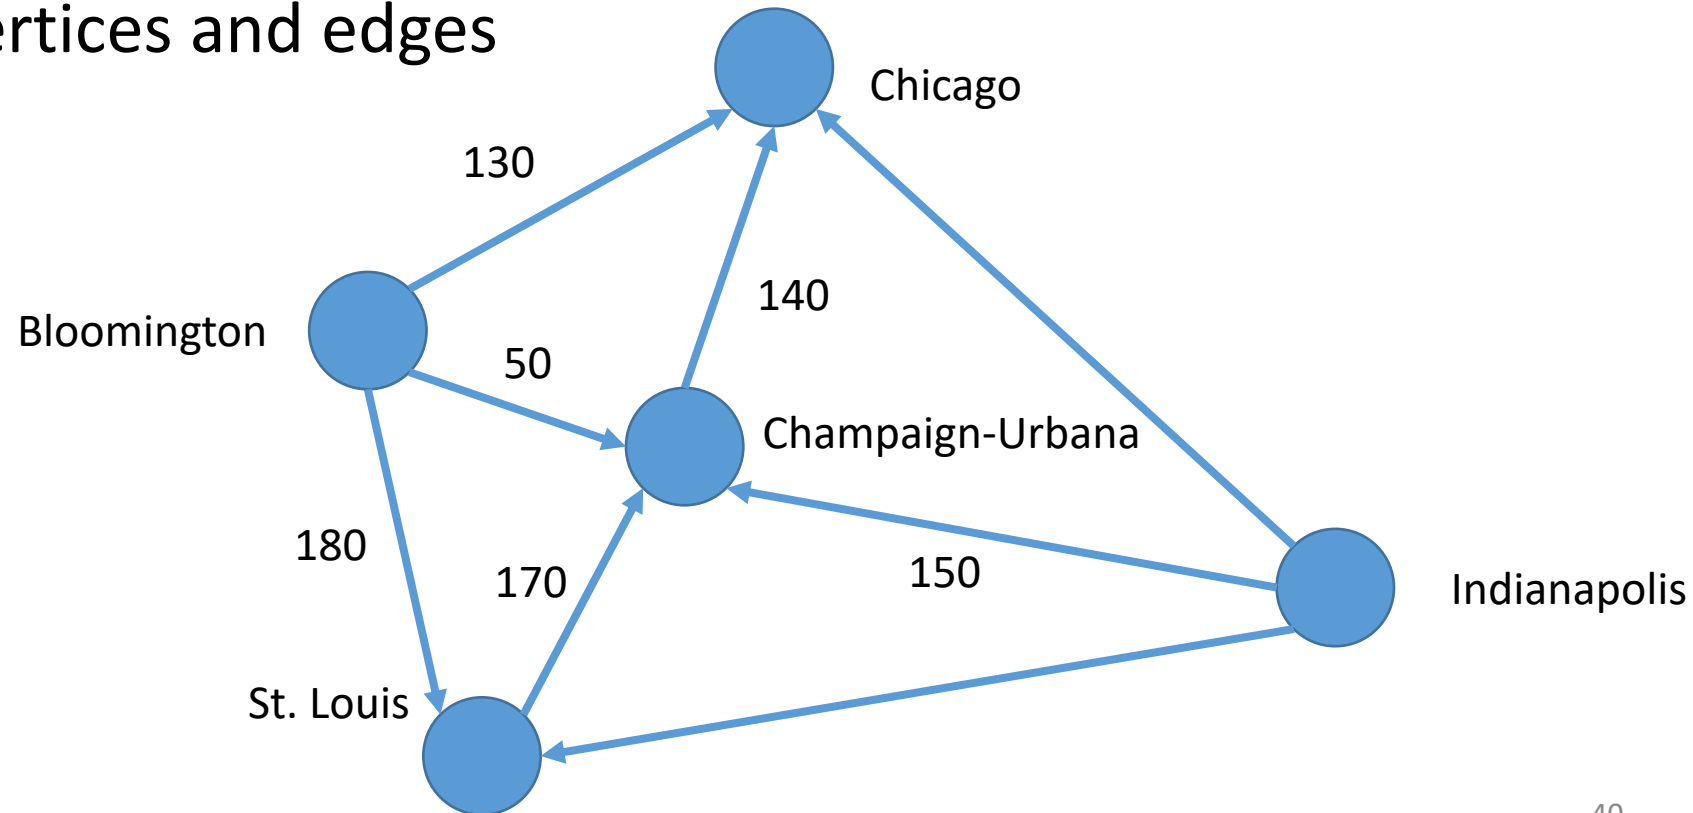 ertices and edges
Chicago
130
140
Bloomington
50
Champaign-Urbana
180
170
150
Indianapolis
St. Louis